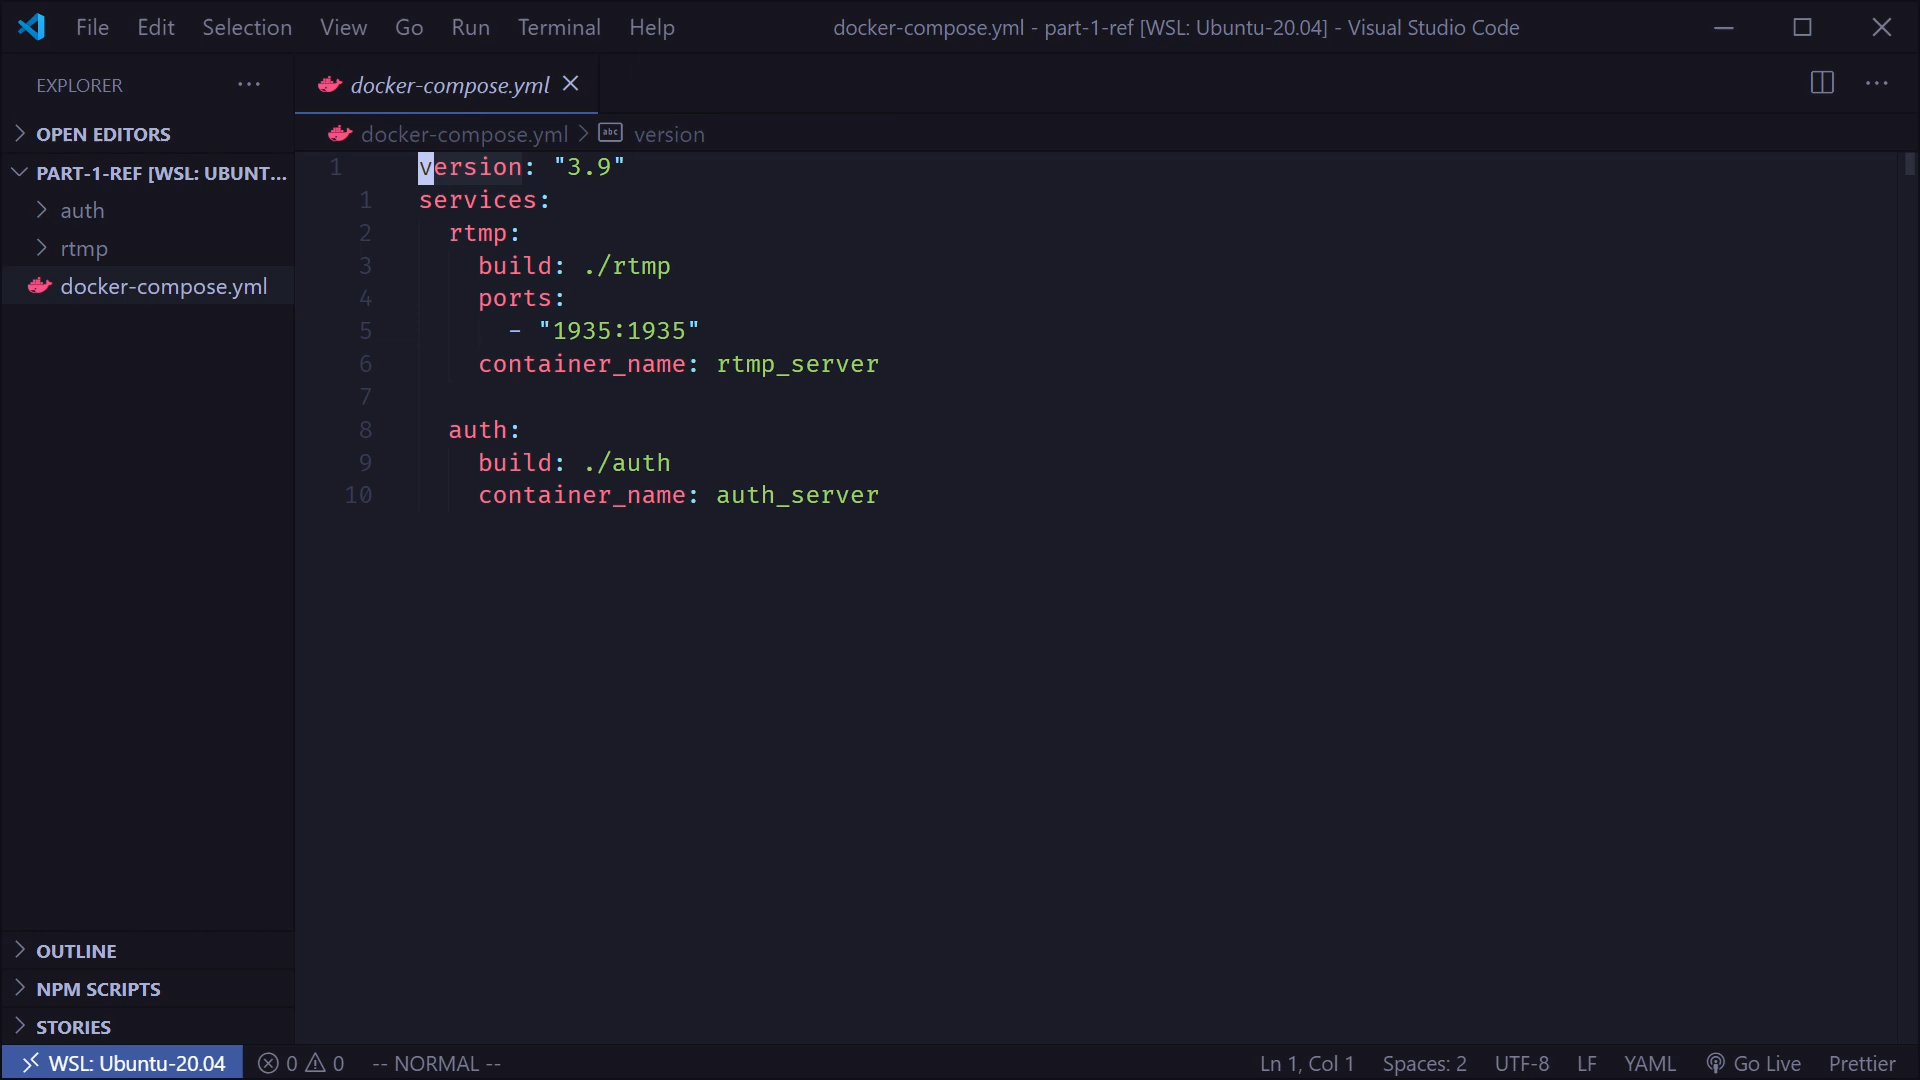 File Edit Selection View Go Run Terminal Help docker-compose.yml - part-1-ref [WSL: Ubuntu-20.04] - Visual Studio Code
EXPLORER ···
docker-compose.yml
OPEN EDITORS
docker-compose.yml > abc version
PART-1-REF [WSL: UBUNT...
auth
rtmp
docker-compose.yml
1 version: "3.9"
1 services:
2   rtmp:
3     build: ./rtmp
4     ports:
5       - "1935:1935"
6     container_name: rtmp_server
7
8   auth:
9     build: ./auth
10     container_name: auth_server
OUTLINE
NPM SCRIPTS
STORIES
WSL: Ubuntu-20.04 0 0 -- NORMAL -- Ln 1, Col 1 Spaces: 2 UTF-8 LF YAML Go Live Prettier